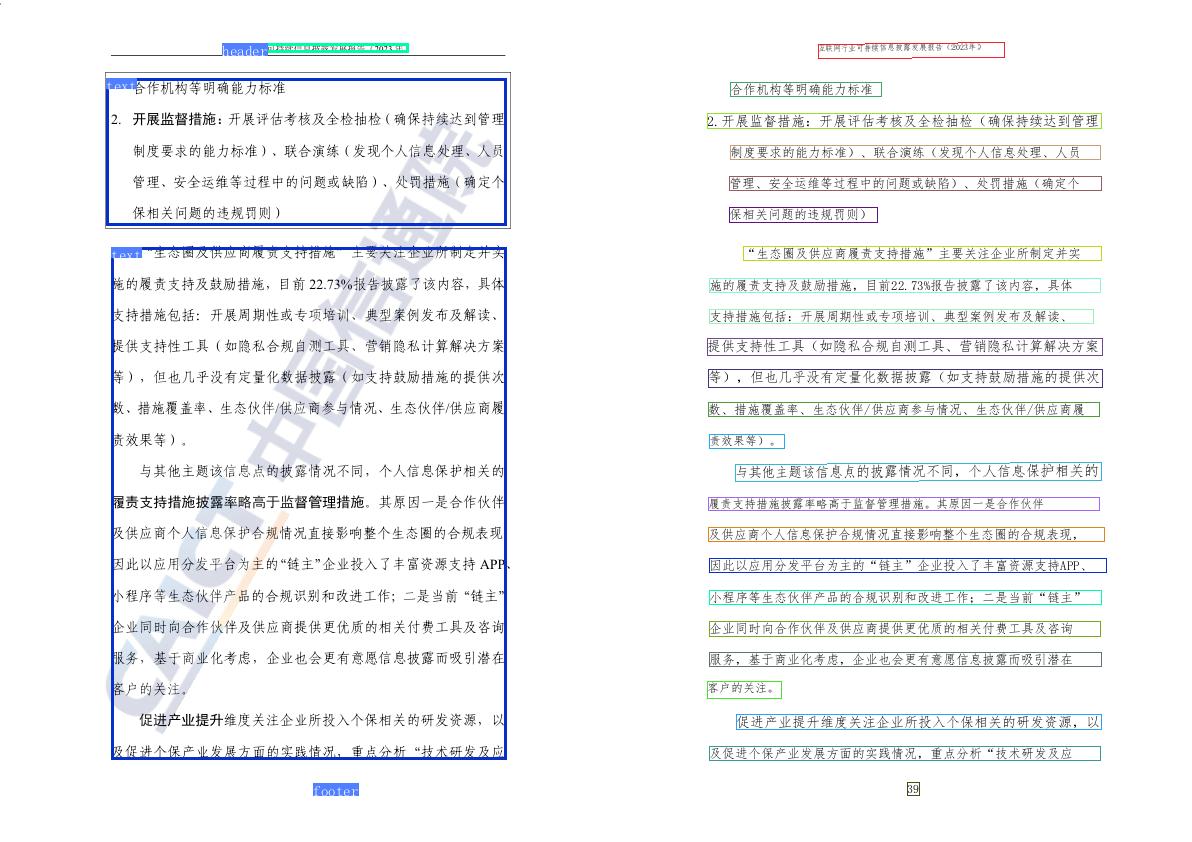 header
text
合作机构等明确能力标准
2. 开展监督措施：开展评估考核及全检抽检（确保持续达到管理
制度要求的能力标准）、联合演练（发现个人信息处理、人员
管理、安全运维等过程中的问题或缺陷）、处罚措施（确定个
保相关问题的违规罚则）
text
“生态圈及供应商履责支持措施”主要关注企业所制定并实
施的履责支持及鼓励措施，目前 22.73%报告披露了该内容，具体
支持措施包括：开展周期性或专项培训、典型案例发布及解读、
提供支持性工具（如隐私合规自测工具、营销隐私计算解决方案
等），但也几乎没有定量化数据披露（如支持鼓励措施的提供次
数、措施覆盖率、生态伙伴/供应商参与情况、生态伙伴/供应商履
责效果等）。
与其他主题该信息点的披露情况不同，个人信息保护相关的
履责支持措施披露率略高于监督管理措施。其原因一是合作伙伴
及供应商个人信息保护合规情况直接影响整个生态圈的合规表现
因此以应用分发平台为主的“链主”企业投入了丰富资源支持 APP、
小程序等生态伙伴产品的合规识别和改进工作；二是当前“链主”
企业同时向合作伙伴及供应商提供更优质的相关付费工具及咨询
服务，基于商业化考虑，企业也会更有意愿信息披露而吸引潜在
客户的关注。
促进产业提升维度关注企业所投入个保相关的研发资源，以
及促进个保产业发展方面的实践情况，重点分析“技术研发及应
footer
CAICT 中国信通院
互联网行业可持续信息披露发展报告（2023年）
合作机构等明确能力标准
2.开展监督措施：开展评估考核及全检抽检（确保持续达到管理
制度要求的能力标准）、联合演练（发现个人信息处理、人员
管理、安全运维等过程中的问题或缺陷）、处罚措施（确定个
保相关问题的违规罚则）
“生态圈及供应商履责支持措施”主要关注企业所制定并实
施的履责支持及鼓励措施，目前22.73%报告披露了该内容，具体
支持措施包括：开展周期性或专项培训、典型案例发布及解读、
提供支持性工具（如隐私合规自测工具、营销隐私计算解决方案
等），但也几乎没有定量化数据披露（如支持鼓励措施的提供次
数、措施覆盖率、生态伙伴/供应商参与情况、生态伙伴/供应商履
责效果等）。
与其他主题该信息点的披露情况不同，个人信息保护相关的
履责支持措施披露率略高于监督管理措施。其原因一是合作伙伴
及供应商个人信息保护合规情况直接影响整个生态圈的合规表现，
因此以应用分发平台为主的“链主”企业投入了丰富资源支持APP、
小程序等生态伙伴产品的合规识别和改进工作；二是当前“链主”
企业同时向合作伙伴及供应商提供更优质的相关付费工具及咨询
服务，基于商业化考虑，企业也会更有意愿信息披露而吸引潜在
客户的关注。
促进产业提升维度关注企业所投入个保相关的研发资源，以
及促进个保产业发展方面的实践情况，重点分析“技术研发及应
39